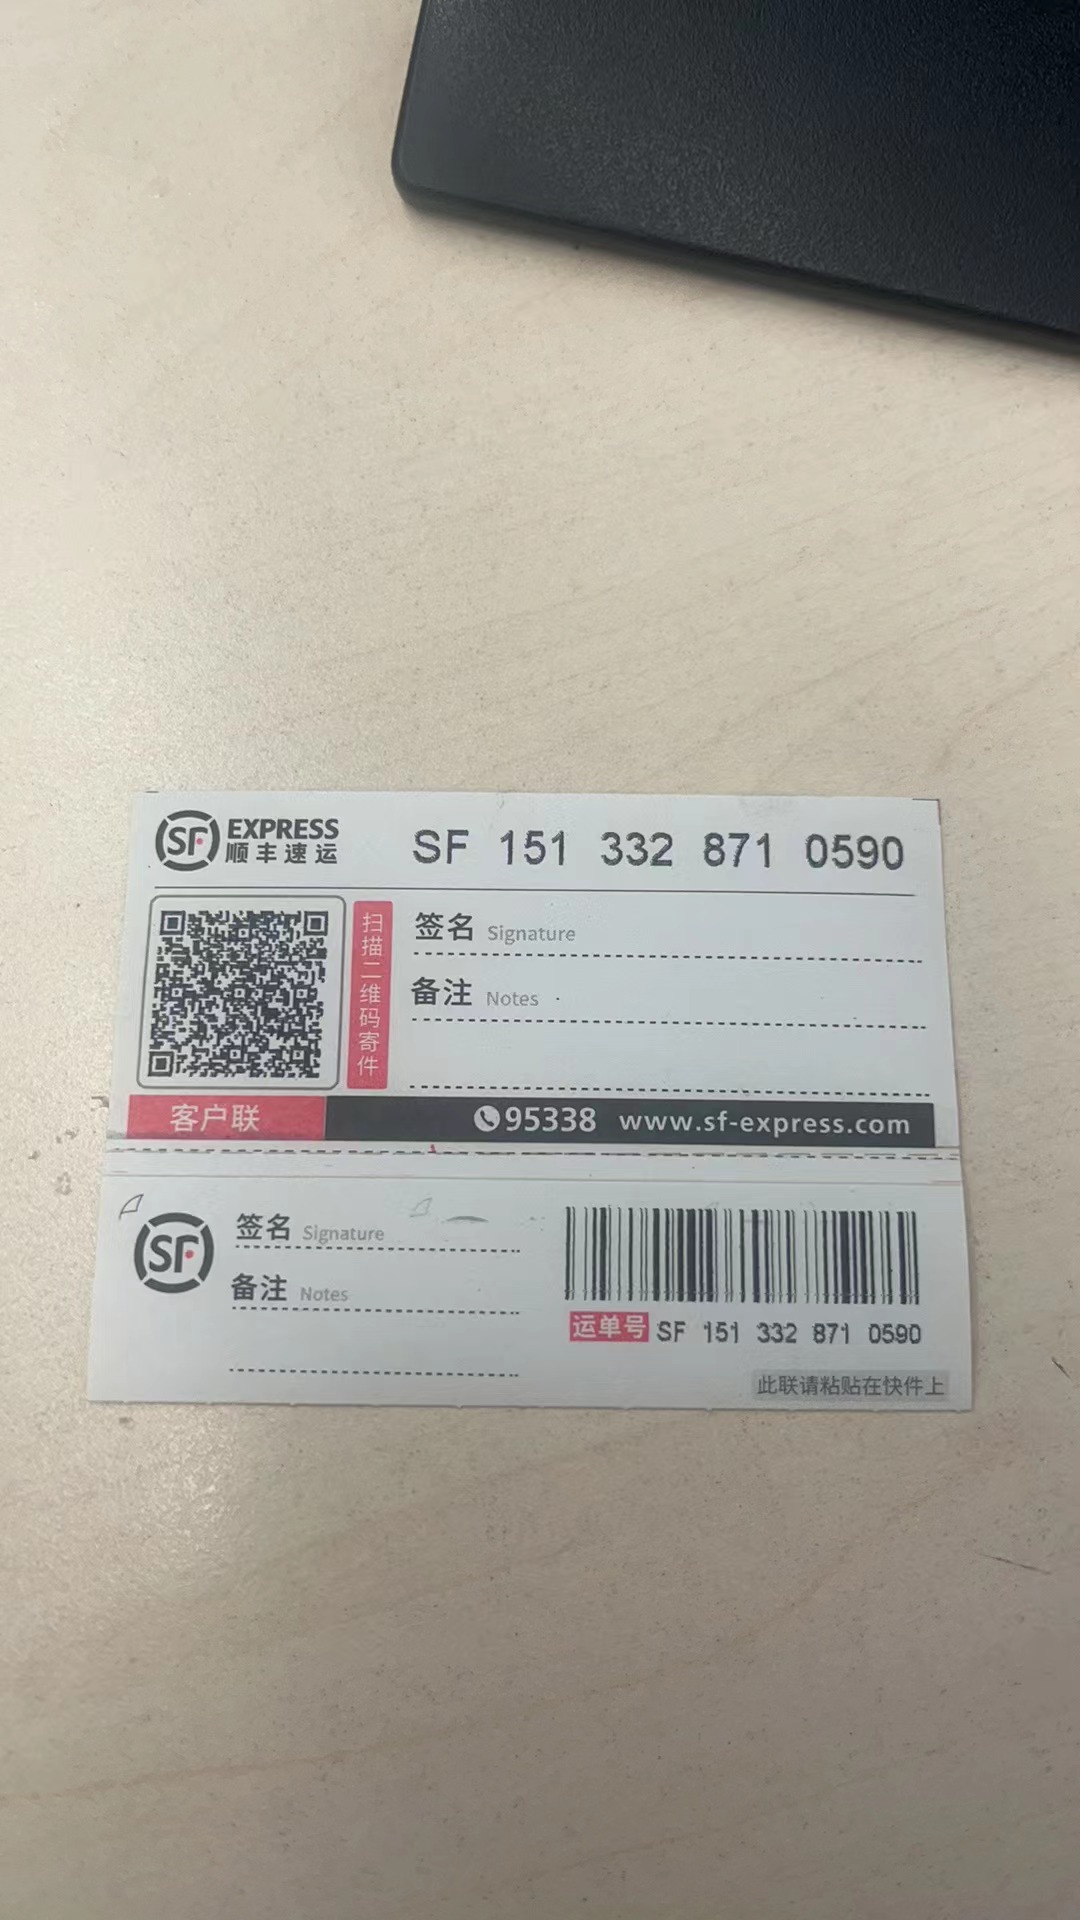 SF EXPRESS
顺丰速运
SF 151 332 871 0590
扫描二维码寄件
签名 Signature
备注 Notes
客户联
95338 www.sf-express.com
SF
签名 Signature
备注 Notes
运单号 SF 151 332 871 0590
此联请粘贴在快件上